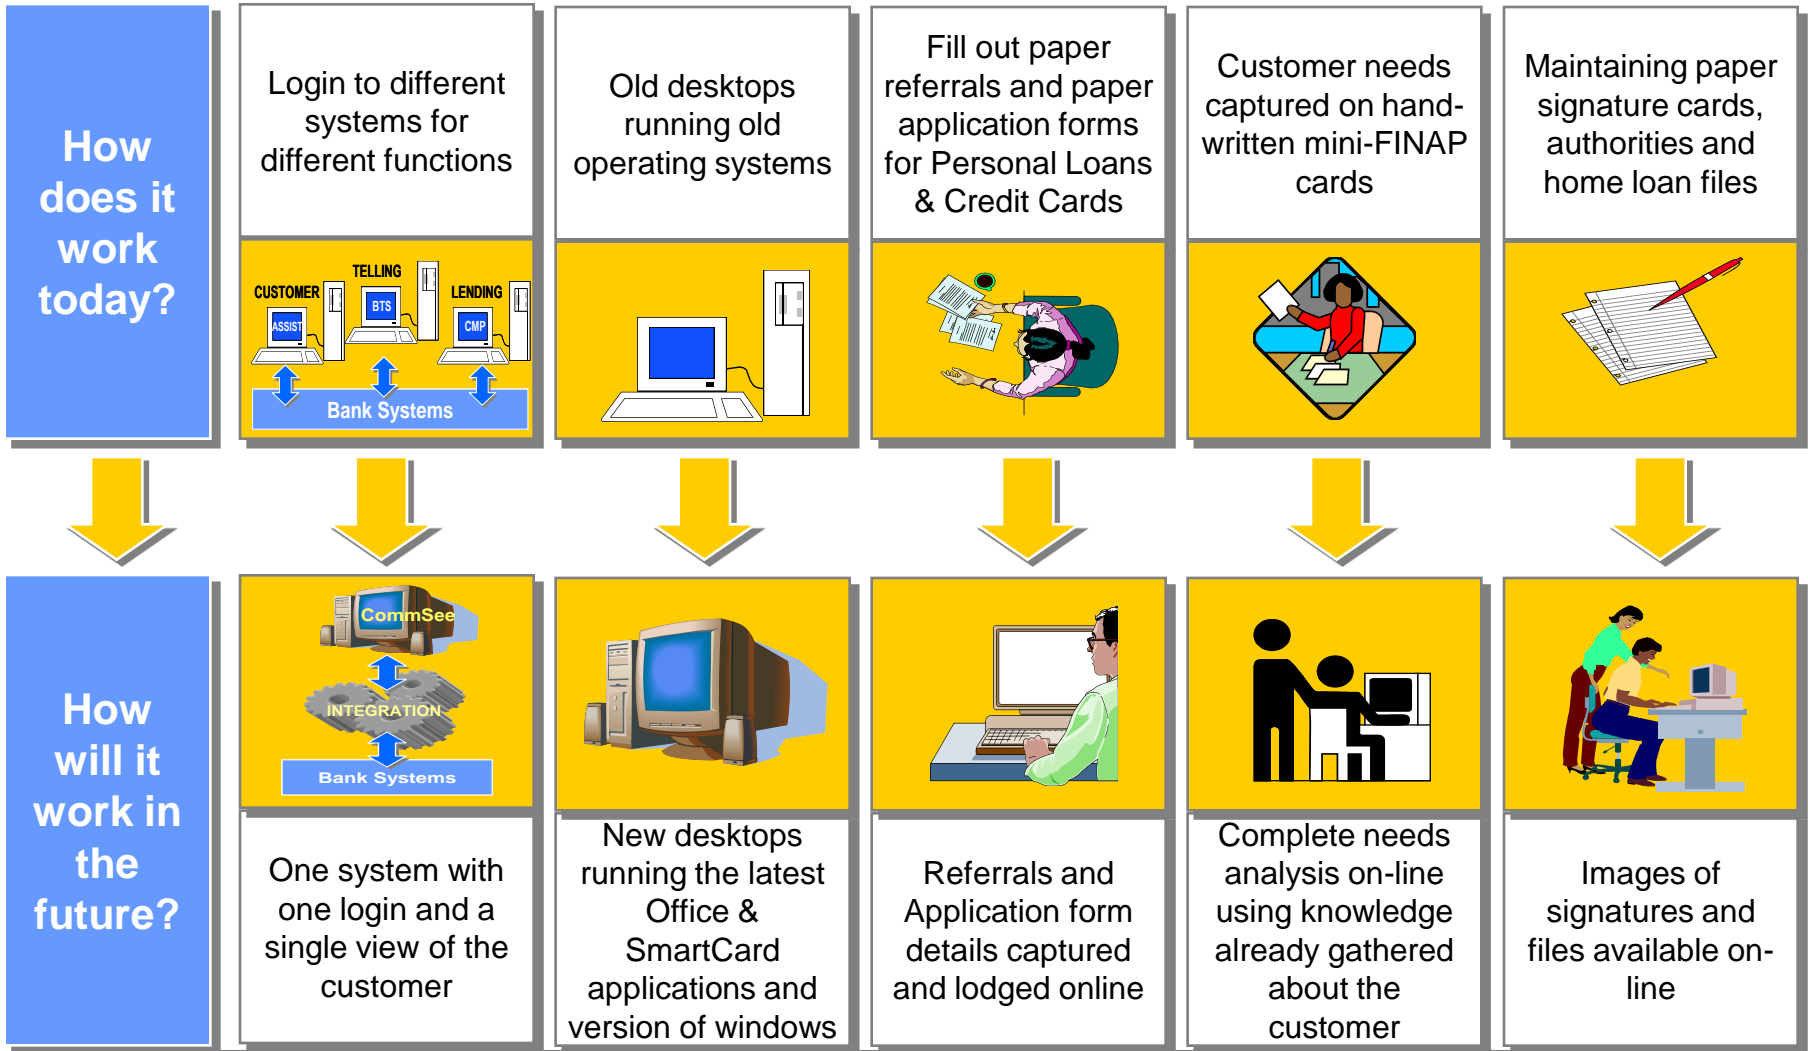 How
does it
work
today?
Login to different
systems for
different functions
Old desktops
running old
operating systems
Fill out paper
referrals and paper
application forms
for Personal Loans
& Credit Cards
Customer needs
captured on hand-
written mini-FINAP
cards
Maintaining paper
signature cards,
authorities and
home loan files
TELLING
CUSTOMER
LENDING
BTS
ASSIST
CMP
Bank Systems
How
will it
work in
the
future?
CommSee
INTEGRATION
Bank Systems
One system with
one login and a
single view of the
customer
New desktops
running the latest
Office &
SmartCard
applications and
version of windows
Referrals and
Application form
details captured
and lodged online
Complete needs
analysis on-line
using knowledge
already gathered
about the
customer
Images of
signatures and
files available on-
line